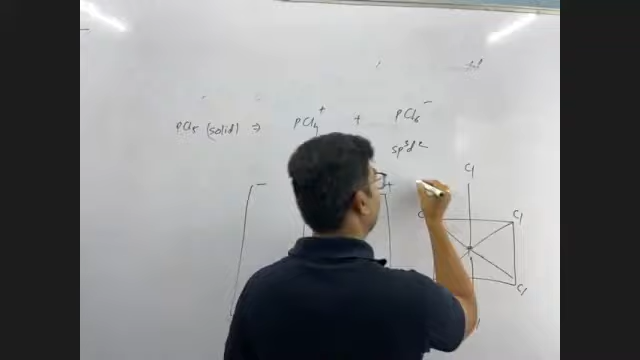 PCl5 (solid) ⇒ PCl4+ + PCl6-
sp3d2
+
Cl
Cl
Cl